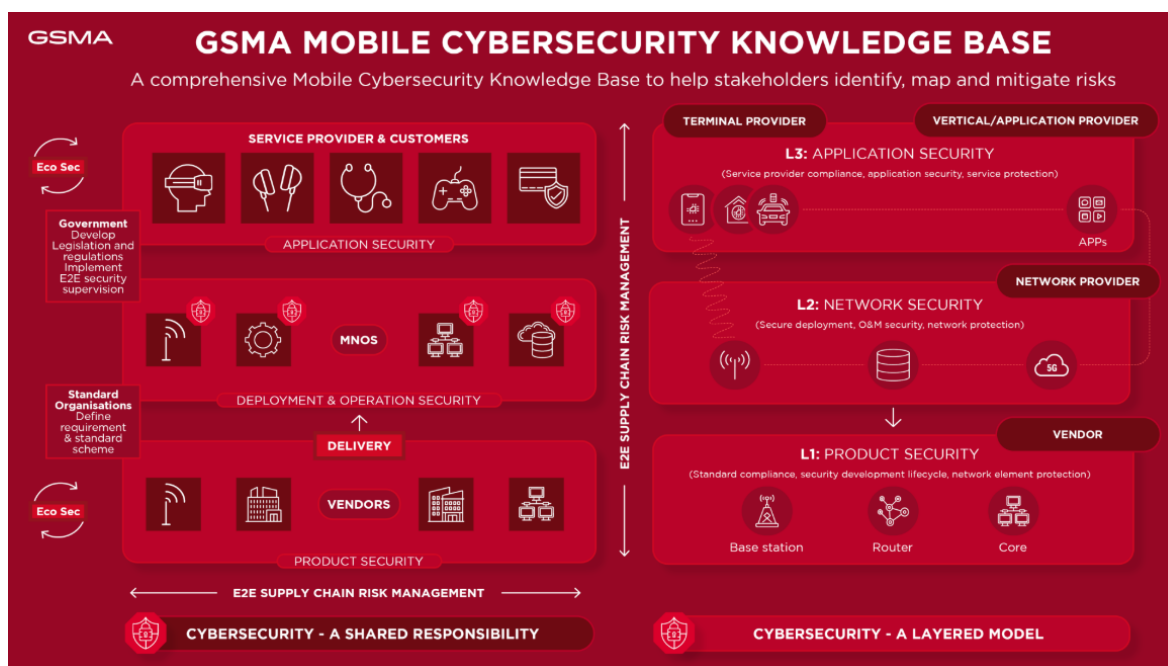 GSMA
GSMA MOBILE CYBERSECURITY KNOWLEDGE BASE
A comprehensive Mobile Cybersecurity Knowledge Base to help stakeholders identify, map and mitigate risks
Eco Sec
Government
Develop
Legislation and
regulations
Implement
E2E security
supervision
Standard
Organisations
Define
requirement
& standard
scheme
Eco Sec
SERVICE PROVIDER & CUSTOMERS
APPLICATION SECURITY
MNOS
DEPLOYMENT & OPERATION SECURITY
DELIVERY
VENDORS
PRODUCT SECURITY
E2E SUPPLY CHAIN RISK MANAGEMENT
CYBERSECURITY - A SHARED RESPONSIBILITY
E2E SUPPLY CHAIN RISK MANAGEMENT
TERMINAL PROVIDER
VERTICAL/APPLICATION PROVIDER
L3: APPLICATION SECURITY
(Service provider compliance, application security, service protection)
APPs
NETWORK PROVIDER
L2: NETWORK SECURITY
(Secure deployment, O&M security, network protection)
5G
VENDOR
L1: PRODUCT SECURITY
(Standard compliance, security development lifecycle, network element protection)
Base station
Router
Core
CYBERSECURITY - A LAYERED MODEL